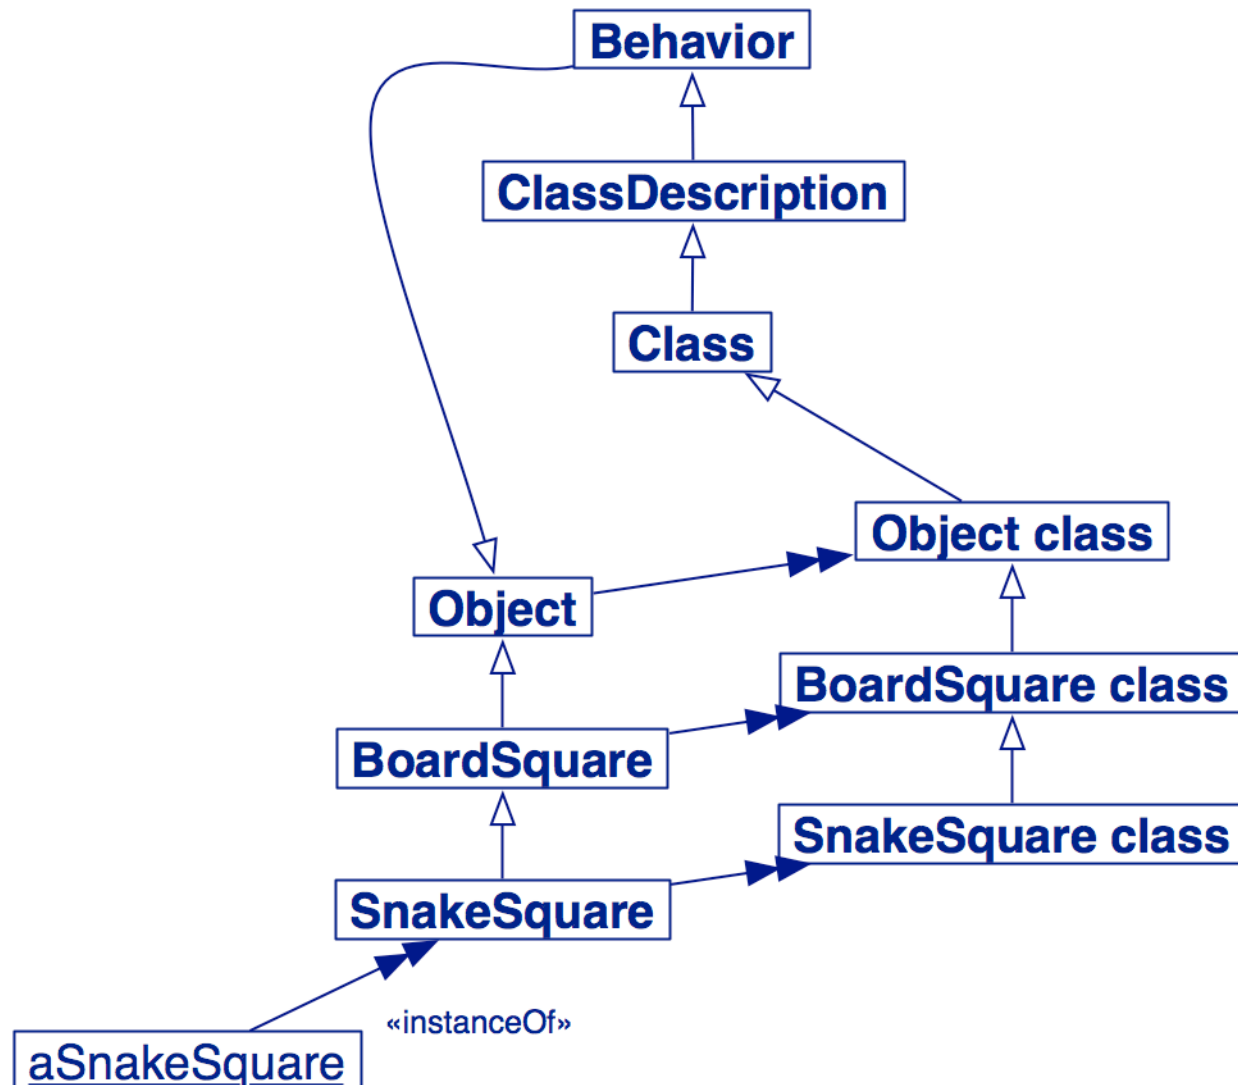 Behavior
ClassDescription
Class
Object class
Object
BoardSquare class
BoardSquare
SnakeSquare class
SnakeSquare
«instanceOf»
aSnakeSquare